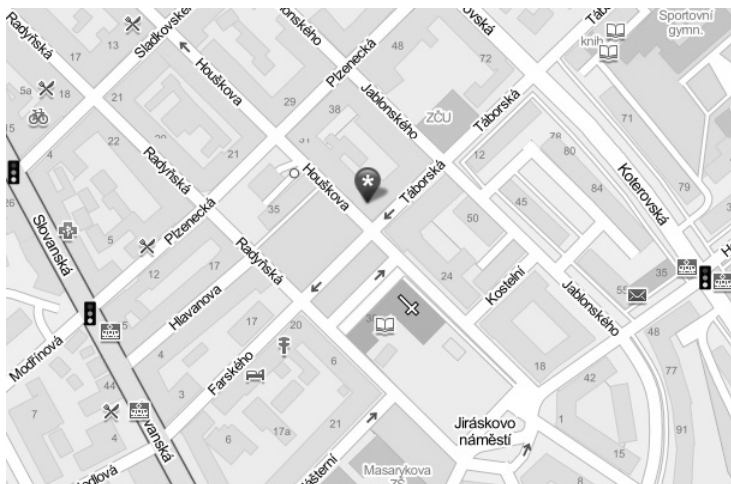 Radyňská
Sladkovského
17
13
Houškova
Jablonského
Plzenecká
48
72
Táborská
Sportovní
gymn.
knih
5a
18
21
29
38
Jablonského
ZČU
Táborská
71
15
4
22
21
31
Houškova
Táborská
12
78
80
Koterovská
26
Radyňská
Plzenecká
35
84
79
45
50
Slovanská
5
12
17
Radyňská
24
Kostelní
Jablonského
55
35
Hlavanova
17
20
48
Modřínová
44
4
3
Farského
6
18
42
15
77
7
4
6
17a
21
Jiráskovo
náměstí
1
91
Masarykova
ZŠ
8